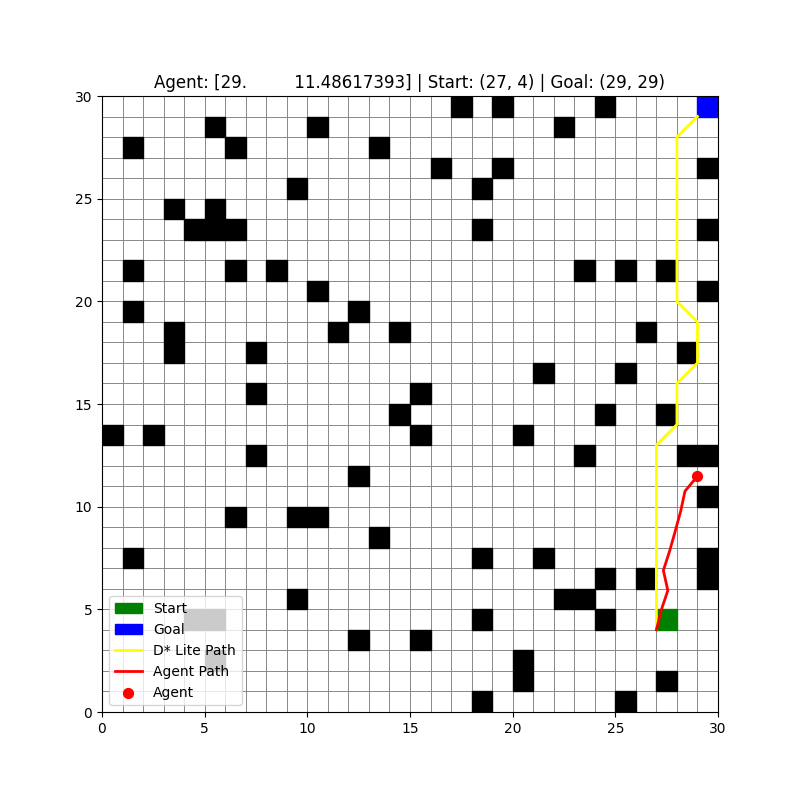 Agent: [29.         11.48617393] | Start: (27, 4) | Goal: (29, 29)
30
25
20
15
10
5
0
Start
Goal
D* Lite Path
Agent Path
Agent
0 5 10 15 20 25 30